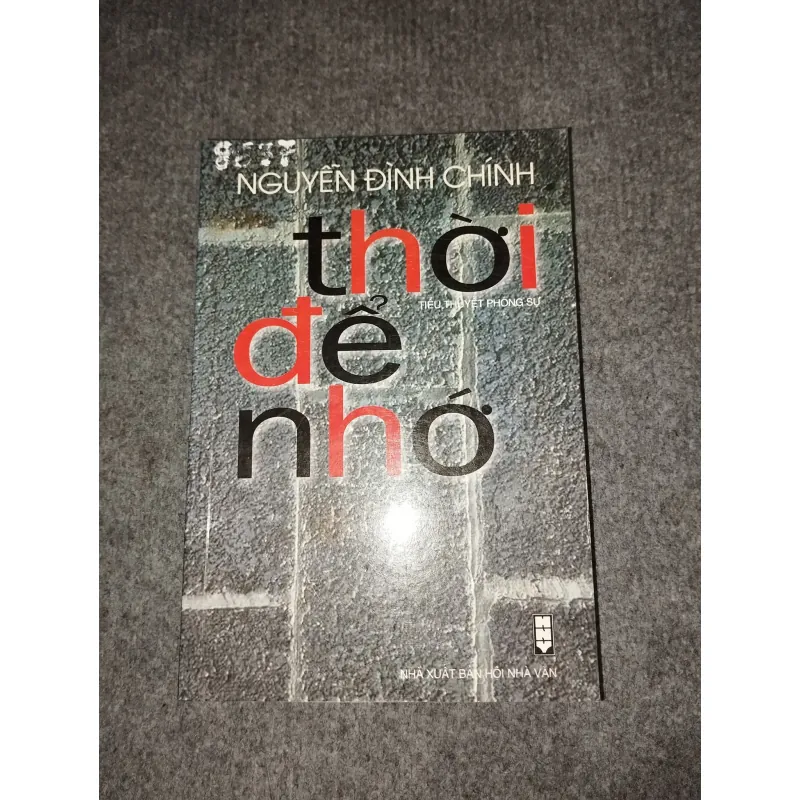 NGUYỄN ĐÌNH CHÍNH
thời
TIỂU THUYẾT PHÓNG SỰ
để
nhớ
NHÀ XUẤT BẢN HỘI NHÀ VĂN